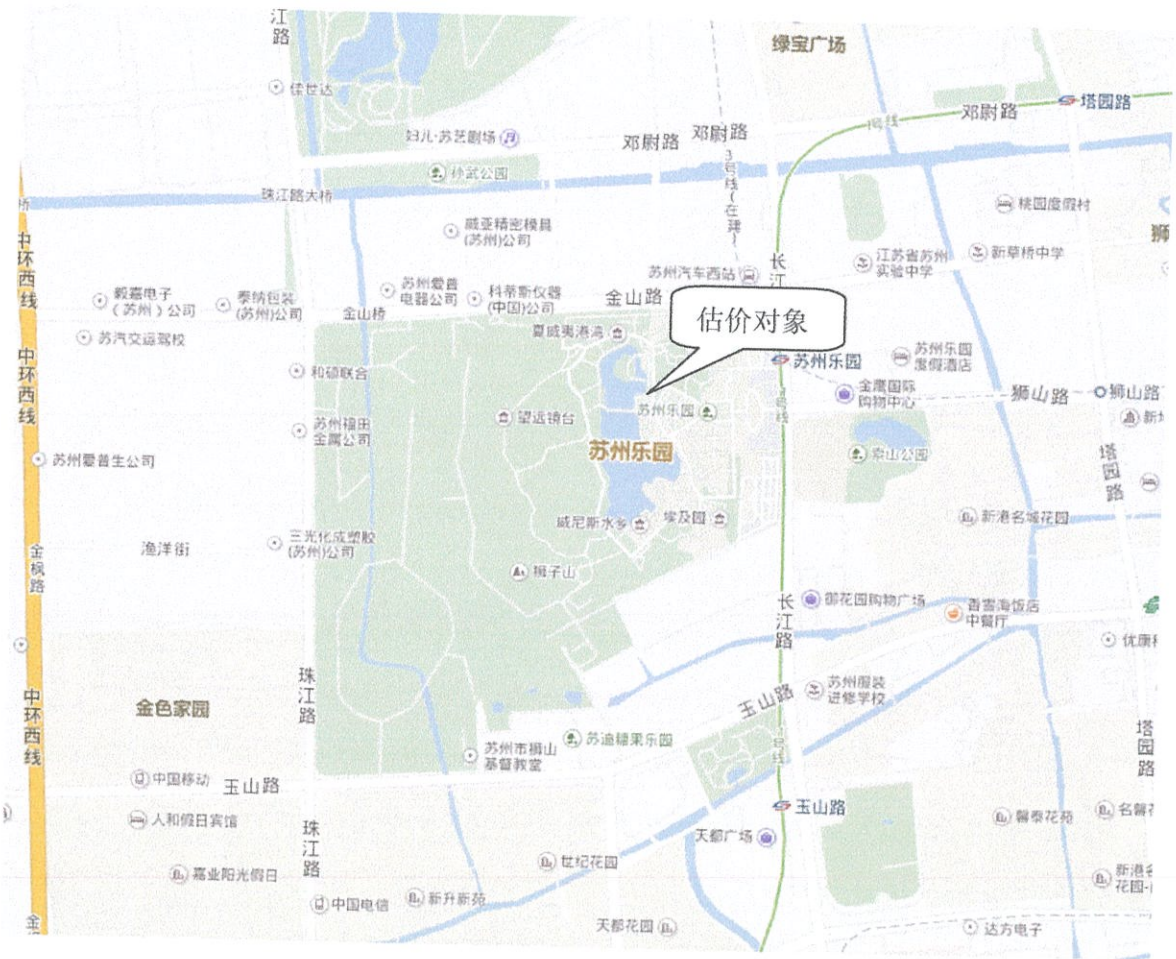 江
路
绿宝广场
佳世达
塔园路
1号线
邓尉路
妇儿·苏艺剧场
邓尉路
邓尉路
孙武公园
3号线(在建)
珠江路大桥
桥
桃园度假村
狮
威亚精密模具
(苏州)公司
中环西线
新草桥中学
江苏省苏州
实验中学
长江
苏州汽车西站
苏州爱普
电器公司
科蒂斯仪器
(中国)公司
金山路
毅嘉电子
(苏州)公司
泰纳包装
(苏州)公司
金山桥
估价对象
苏汽交运驾校
夏威夷港湾
中环西线
苏州乐园
苏州乐园
度假酒店
和硕联合
金鹰国际
购物中心
狮山路
狮山路
苏州乐园
望远镜台
苏州福田
金属公司
1号线
苏州乐园
索山公园
苏州爱普生公司
塔园路
威尼斯水乡
埃及园
新港名城花园
三光化成塑胶
(苏州)公司
渔洋街
金枫路
狮子山
御花园购物广场
长江路
香雪海饭店
中餐厅
珠江路
苏州服装
进修学校
中环西线
金色家园
玉山路
苏迪糖果乐园
苏州市狮山
基督教堂
1号线
塔园路
中国移动
玉山路
玉山路
人和假日宾馆
天都广场
馨泰花苑
名馨
珠江路
世纪花园
嘉业阳光假日
新升新苑
中国电信
天都花园
达方电子
新港名
花园
金